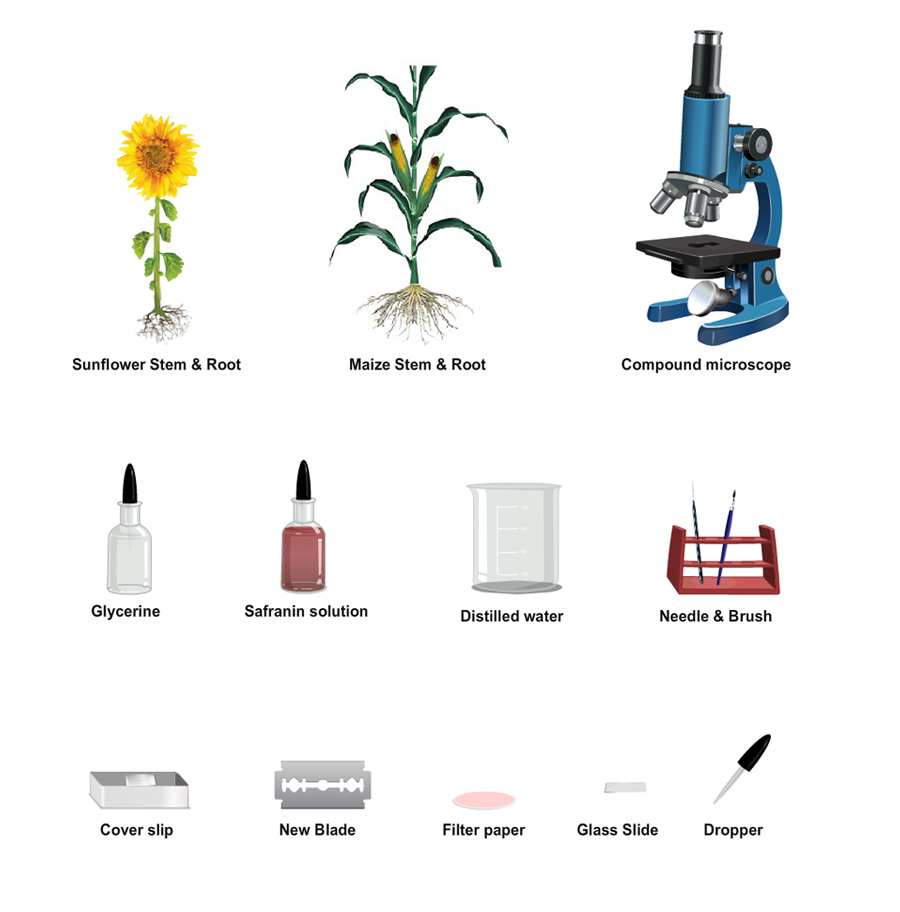 Sunflower Stem & Root
Maize Stem & Root
Compound microscope
Glycerine
Safranin solution
Distilled water
Needle & Brush
Cover slip
New Blade
Filter paper
Glass Slide
Dropper